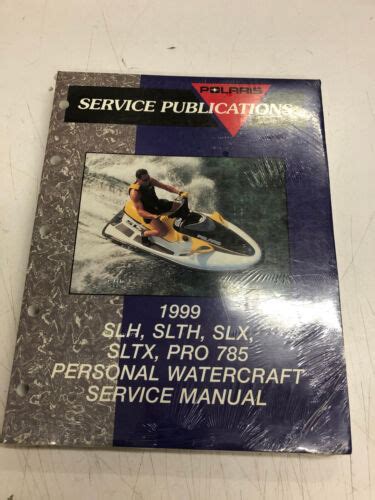 POLARIS
SERVICE PUBLICATIONS
1999
SLH, SLTH, SLX,
SLTX, PRO 785
PERSONAL WATERCRAFT
SERVICE MANUAL